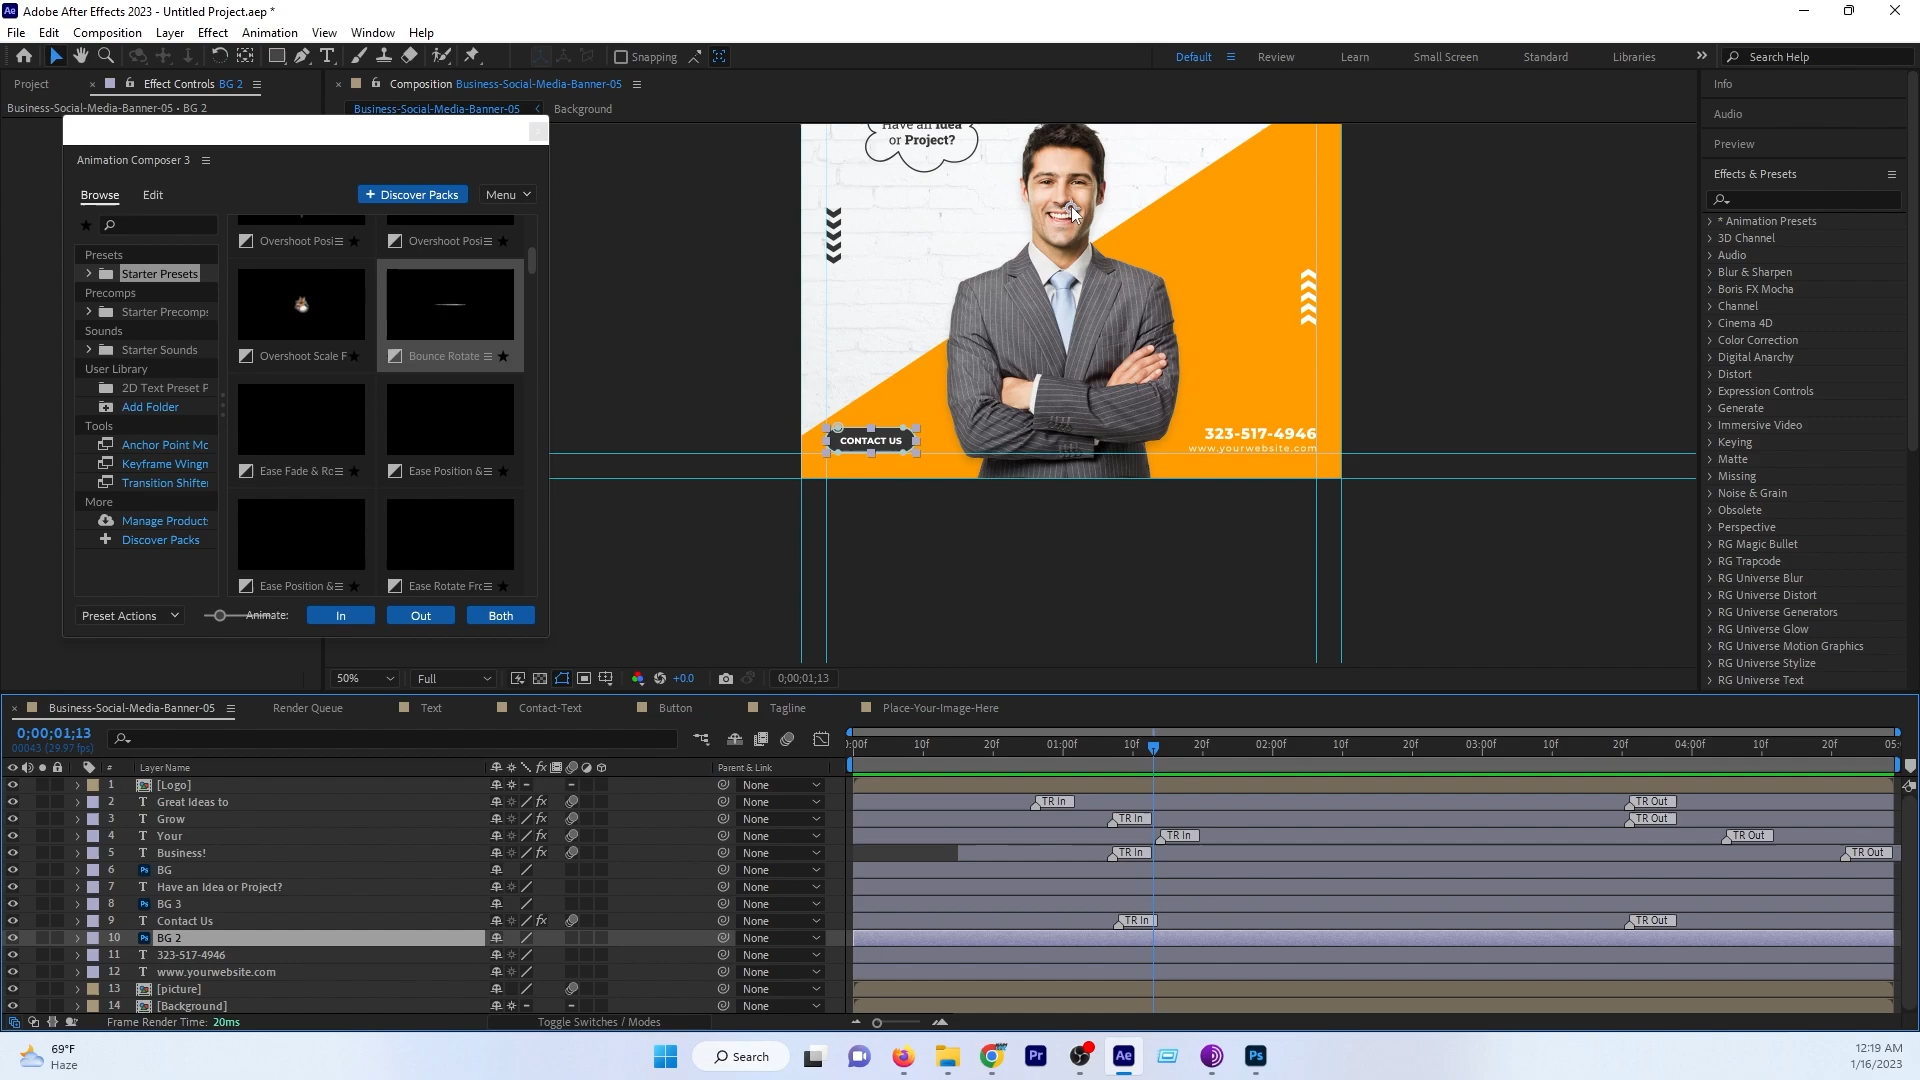 Adobe After Effects 2023 - Untitled Project.aep *
File Edit Composition Layer Effect Animation View Window Help
Snapping
Default Review Learn Small Screen Standard Libraries Search Help
Project Effect Controls BG 2
Business-Social-Media-Banner-05 • BG 2
Composition Business-Social-Media-Banner-05
Business-Social-Media-Banner-05 Background
Animation Composer 3
Browse Edit
+ Discover Packs Menu
Presets
Starter Presets
Precomps
Starter Precomps
Sounds
Starter Sounds
User Library
2D Text Preset P
Add Folder
Tools
Anchor Point Mo
Keyframe Wingm
Transition Shifter
More
Manage Products
Discover Packs
Overshoot Posi
Overshoot Posi
Overshoot Scale F
Bounce Rotate
Ease Fade & Ro
Ease Position &
Ease Position &
Ease Rotate Fro
Preset Actions Animate: In Out Both
Have an Idea
or Project?
CONTACT US
323-517-4946
www.yourwebsite.com
50% Full +0.0 0;00;01;13
Info
Audio
Preview
Effects & Presets
* Animation Presets
3D Channel
Audio
Blur & Sharpen
Boris FX Mocha
Channel
Cinema 4D
Color Correction
Digital Anarchy
Distort
Expression Controls
Generate
Immersive Video
Keying
Matte
Missing
Noise & Grain
Obsolete
Perspective
RG Magic Bullet
RG Trapcode
RG Universe Blur
RG Universe Distort
RG Universe Generators
RG Universe Glow
RG Universe Motion Graphics
RG Universe Stylize
RG Universe Text
Business-Social-Media-Banner-05 Render Queue Text Contact-Text Button Tagline Place-Your-Image-Here
0;00;01;13
00043 (29.97 fps)
):00f 10f 20f 01:00f 10f 20f 02:00f 10f 20f 03:00f 10f 20f 04:00f 10f 20f 05:
# Layer Name Parent & Link
1 [Logo] None
2 T Great Ideas to None TR In TR Out
3 T Grow None TR In TR Out
4 T Your None TR In TR Out
5 T Business! None TR In TR Out
6 Ps BG None
7 T Have an Idea or Project? None
8 Ps BG 3 None
9 T Contact Us None TR In TR Out
10 Ps BG 2 None
11 T 323-517-4946 None
12 T www.yourwebsite.com None
13 [picture] None
14 [Background] None
Frame Render Time: 20ms Toggle Switches / Modes
69°F
Haze
Search
12:19 AM
1/16/2023